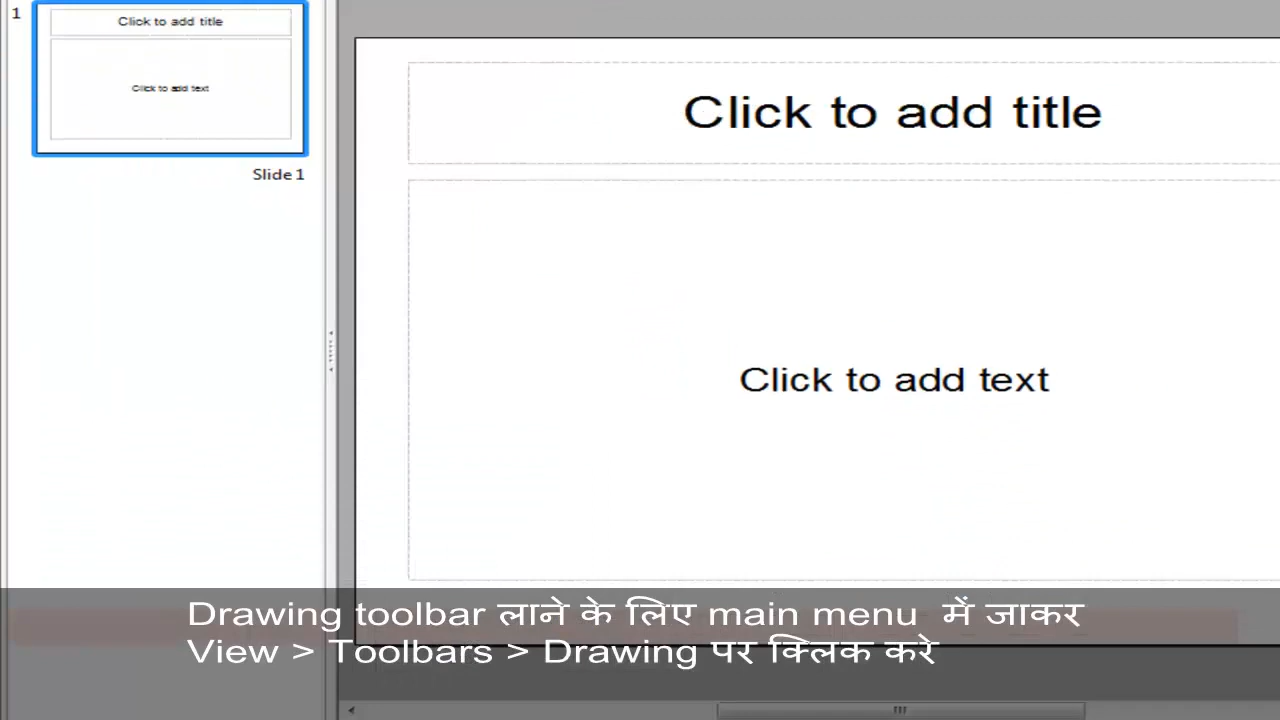 1
Click to add title
Click to add text
Slide 1
Click to add title
Click to add text
Drawing toolbar लाने के लिए main menu में जाकर
View > Toolbars > Drawing पर क्लिक करे